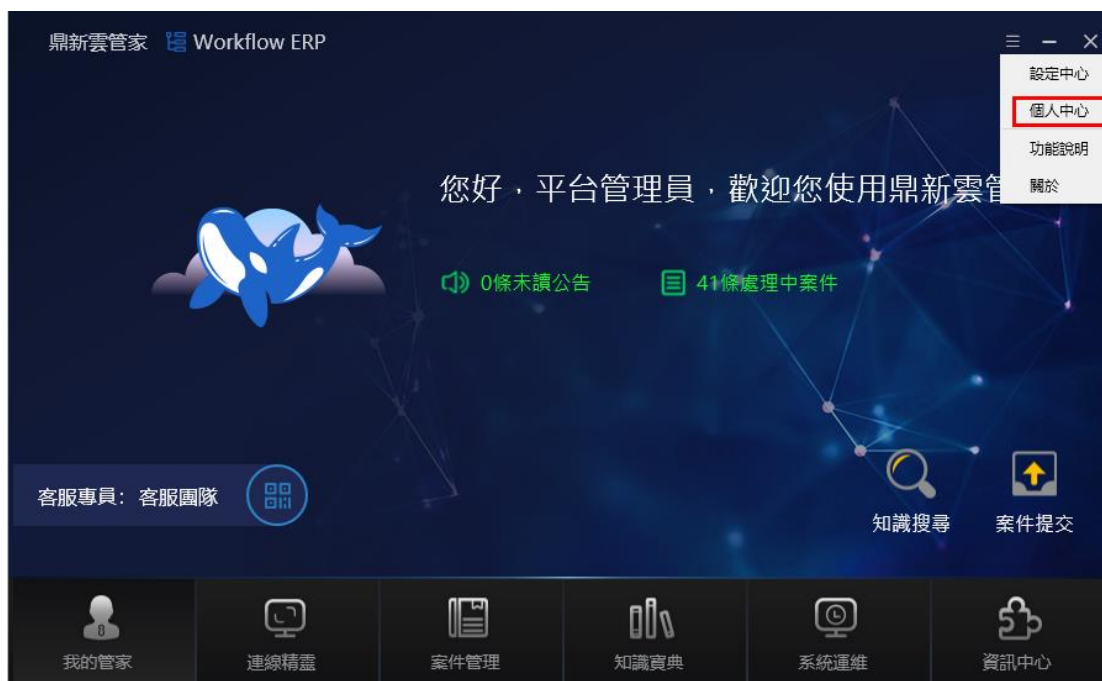 鼎新雲管家 Workflow ERP
設定中心
個人中心
功能說明
關於
您好，平台管理員，歡迎您使用鼎新雲管
0條未讀公告 41條處理中案件
客服專員：客服團隊
知識搜尋 案件提交
我的管家 連線精靈 案件管理 知識寶典 系統運維 資訊中心